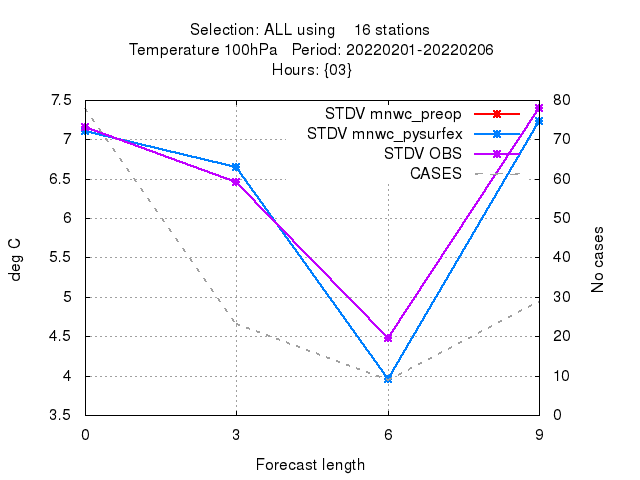 Selection: ALL using 16 stations
Temperature 100hPa Period: 20220201-20220206
Hours: {03}
STDV mnwc_preop
STDV mnwc_pysurfex
STDV OBS
CASES
7.5
7
6.5
6
5.5
5
4.5
4
3.5
80
70
60
50
40
30
20
10
0
0 3 6 9
deg C
No cases
Forecast length